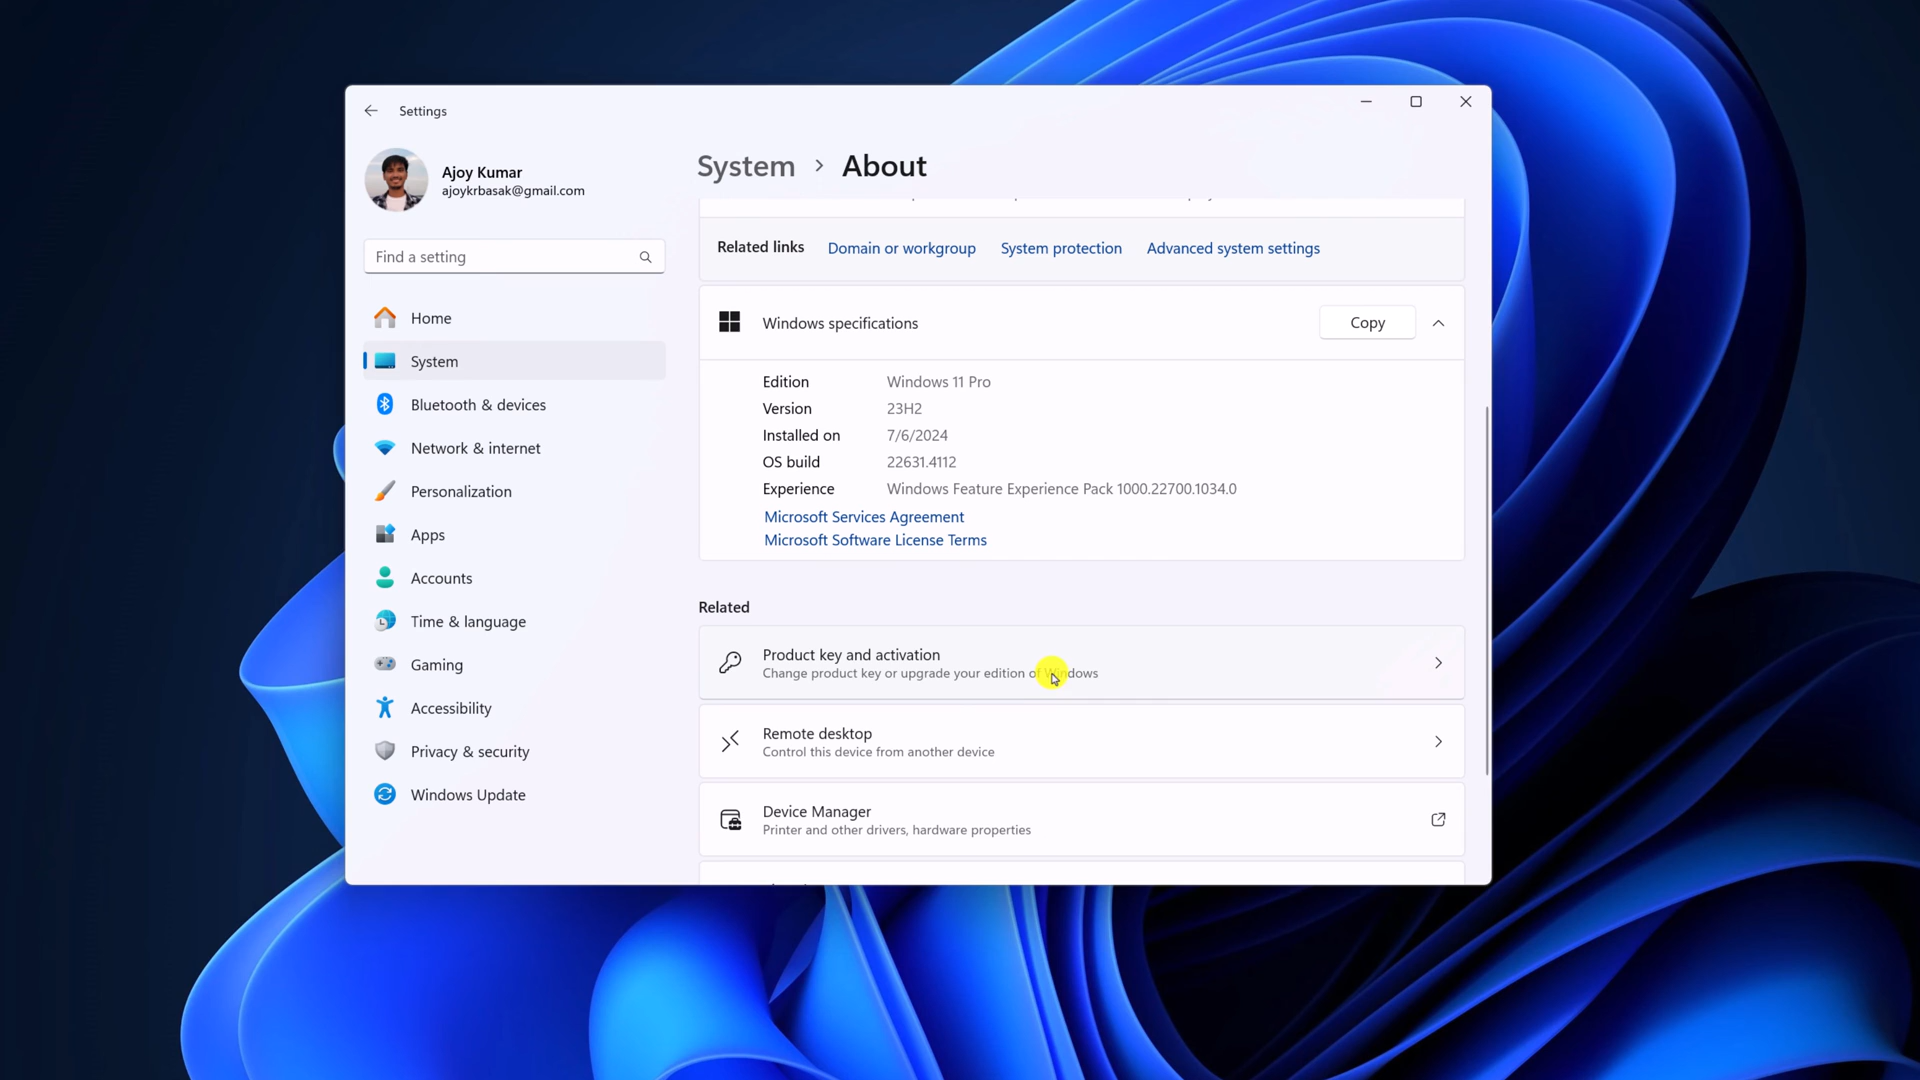 Settings
Ajoy Kumar
ajoykrbasak@gmail.com
Find a setting
Home
System
Bluetooth & devices
Network & internet
Personalization
Apps
Accounts
Time & language
Gaming
Accessibility
Privacy & security
Windows Update
System > About
Related links Domain or workgroup System protection Advanced system settings
Windows specifications Copy
Edition Windows 11 Pro
Version 23H2
Installed on 7/6/2024
OS build 22631.4112
Experience Windows Feature Experience Pack 1000.22700.1034.0
Microsoft Services Agreement
Microsoft Software License Terms
Related
Product key and activation
Change product key or upgrade your edition of Windows
Remote desktop
Control this device from another device
Device Manager
Printer and other drivers, hardware properties